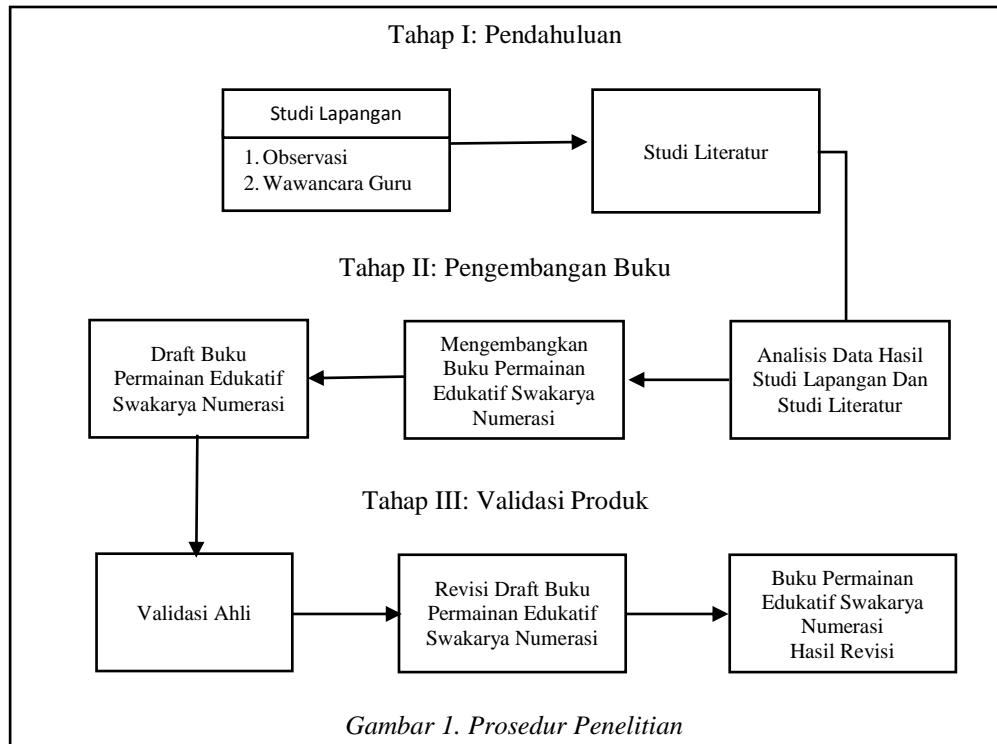 Tahap I: Pendahuluan
Studi Lapangan
1. Observasi
2. Wawancara Guru
Studi Literatur
Tahap II: Pengembangan Buku
Draft Buku
Permainan Edukatif
Swakarya Numerasi
Mengembangkan
Buku Permainan
Edukatif Swakarya
Numerasi
Analisis Data Hasil
Studi Lapangan Dan
Studi Literatur
Tahap III: Validasi Produk
Validasi Ahli
Revisi Draft Buku
Permainan Edukatif
Swakarya Numerasi
Buku Permainan
Edukatif Swakarya
Numerasi
Hasil Revisi
Gambar 1. Prosedur Penelitian